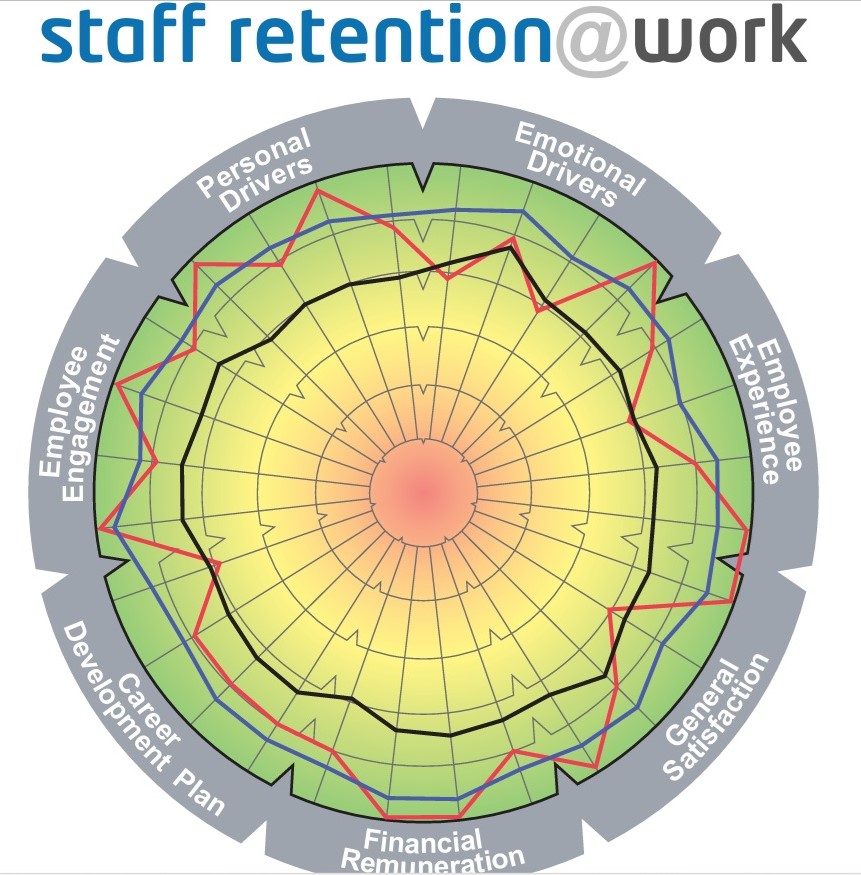 staff retention@work
Personal
Drivers
Emotional
Drivers
Employee
Engagement
Employee
Experience
Career
Development Plan
General
Satisfaction
Financial
Remuneration